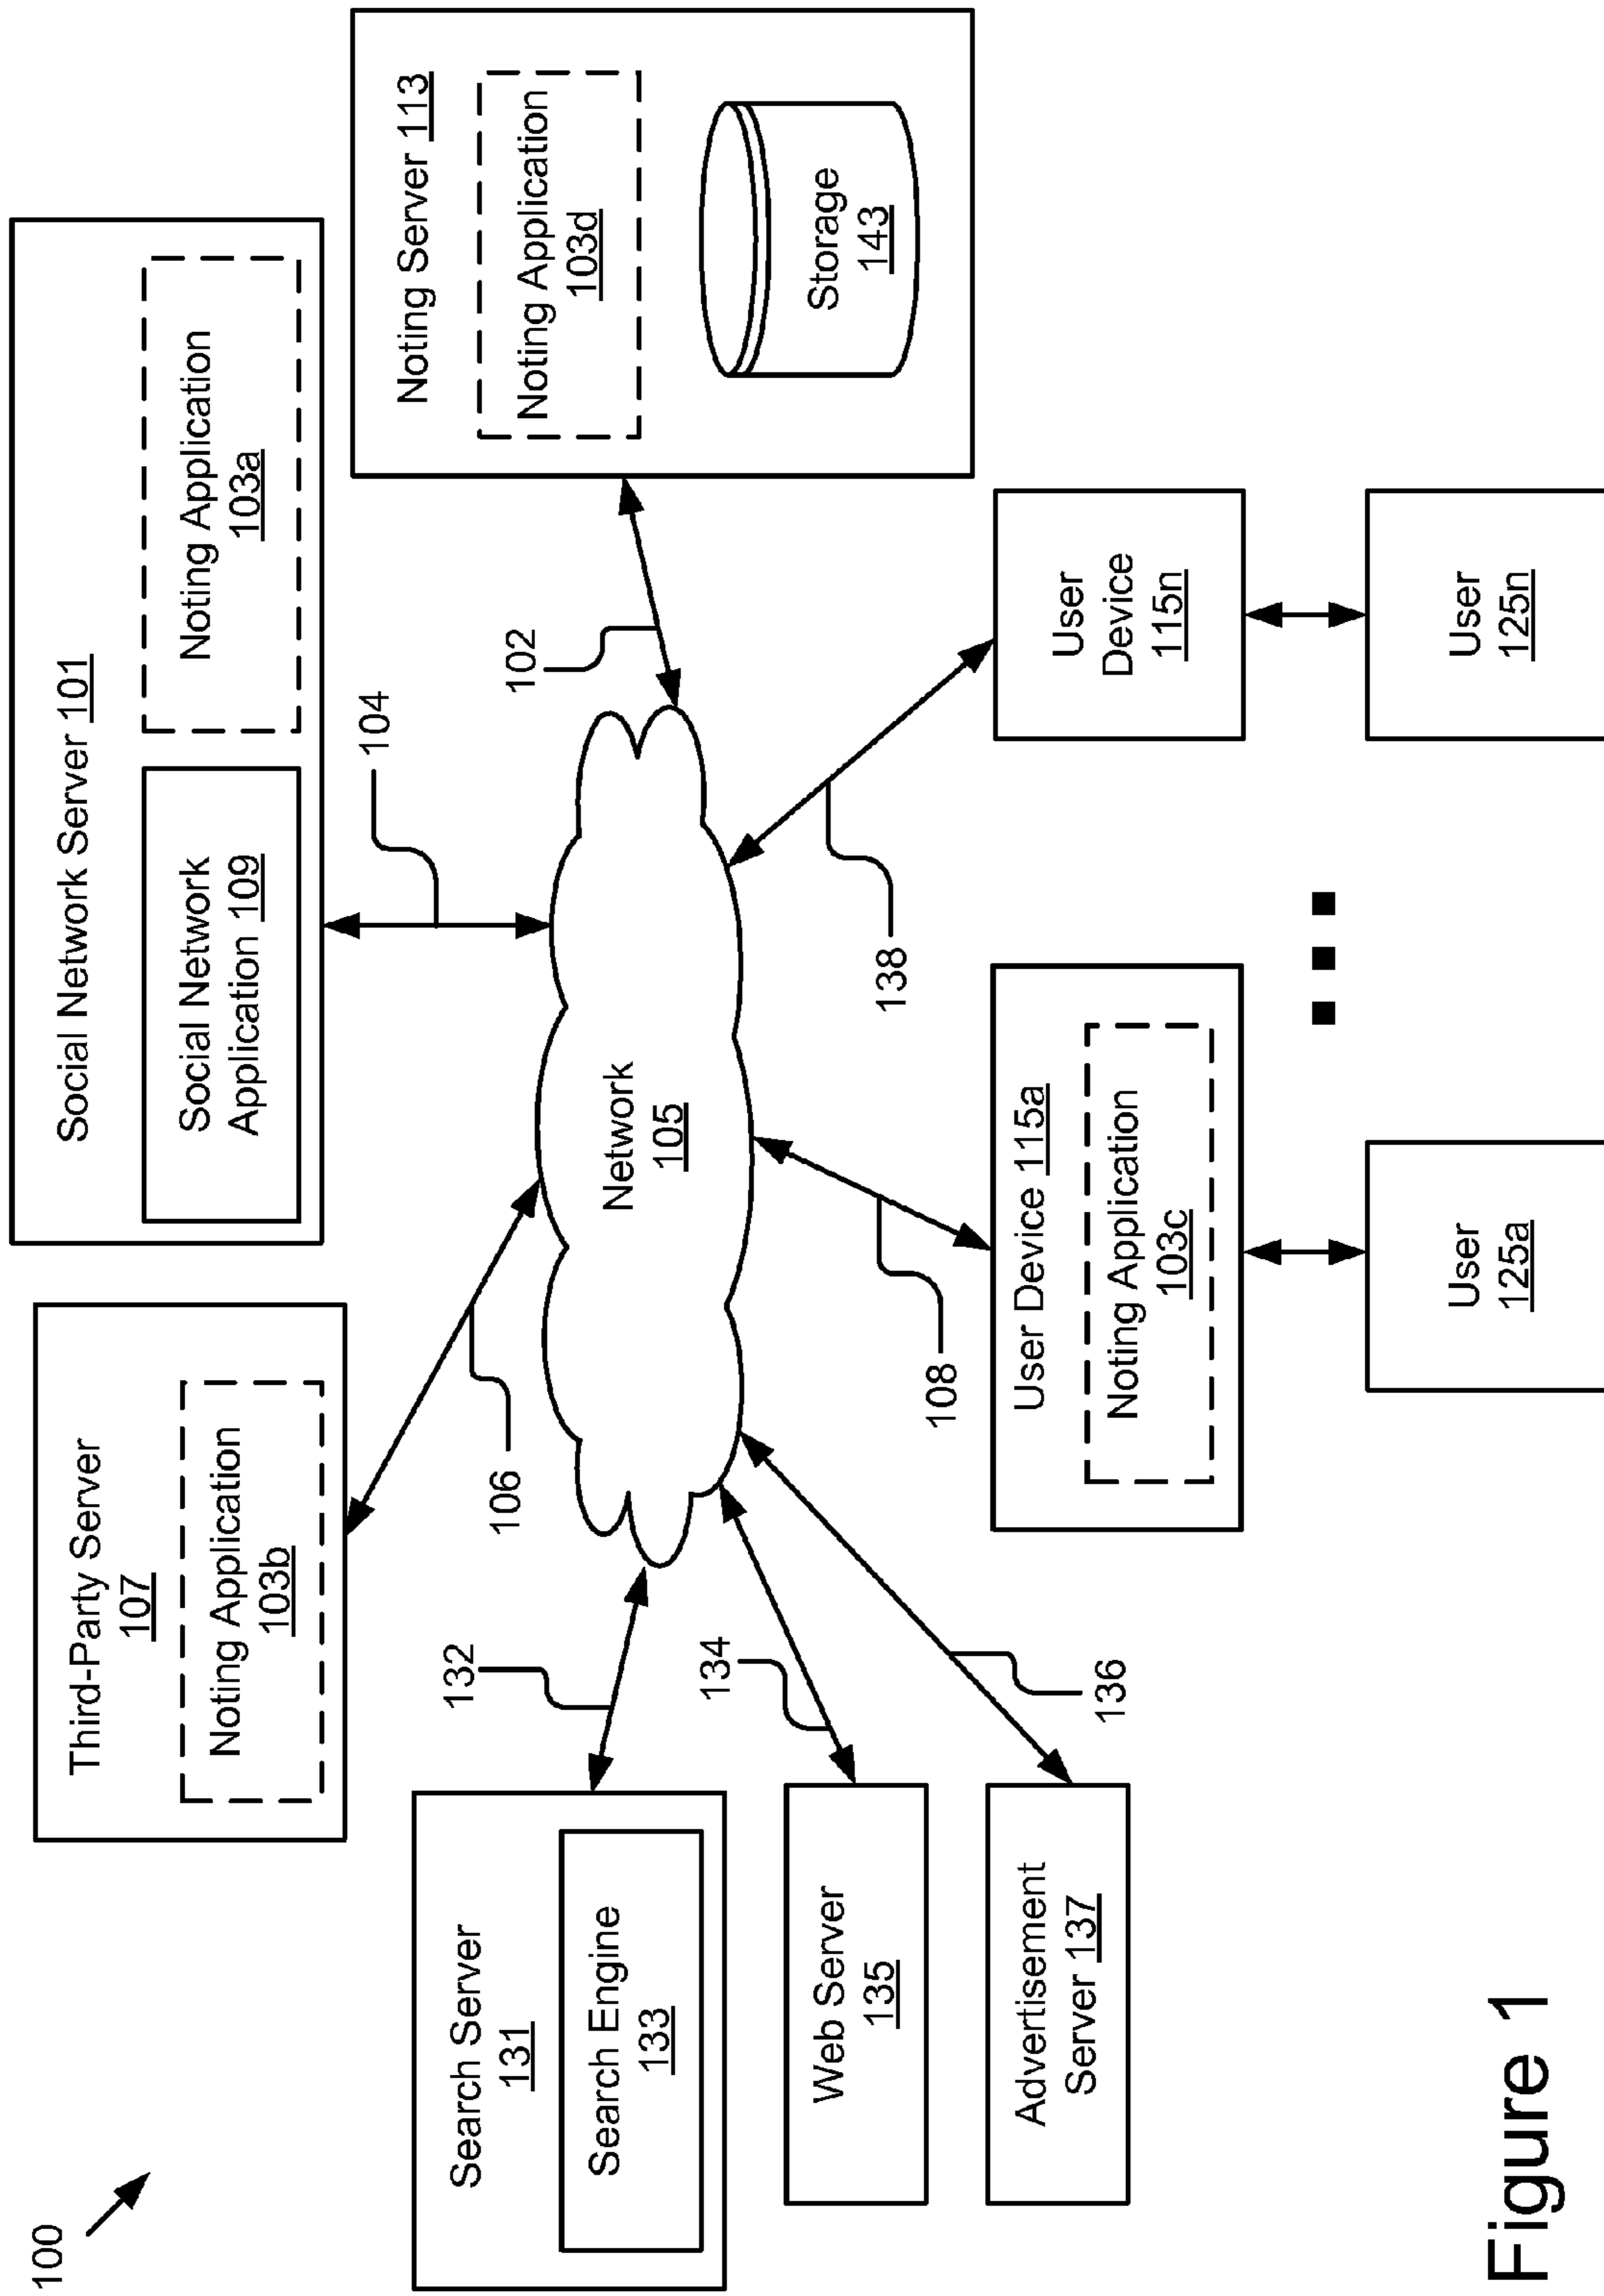 100
Third-Party Server
107
Noting Application
103b
Social Network Server 101
Social Network
Application 109
Noting Application
103a
Search Server
131
Search Engine
133
132
106
104
102
Noting Server 113
Noting Application
103d
Storage
143
Network
105
Web Server
135
134
Advertisement
Server 137
136
108
138
User Device 115a
Noting Application
103c
User
Device
115n
User
125a
User
125n
Figure 1